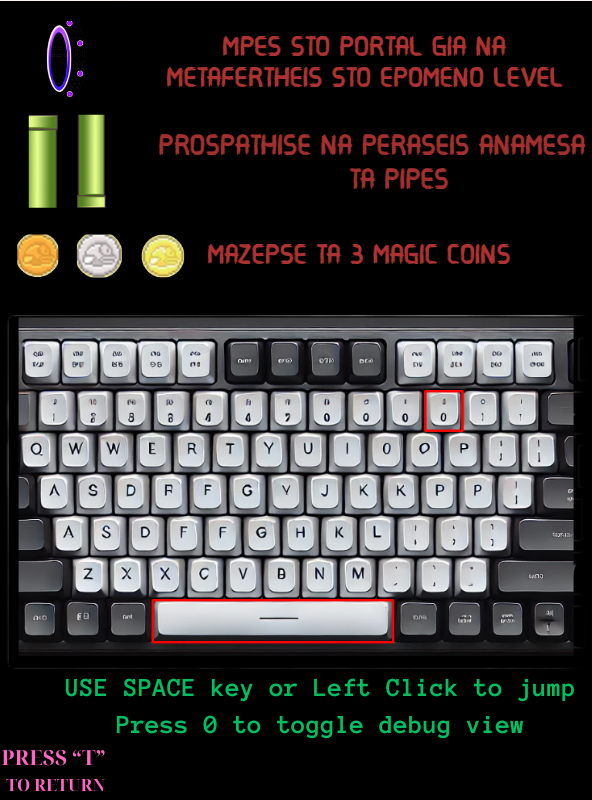 MPES STO PORTAL GIA NA
METAFERTHEIS STO EPOMENO LEVEL
PROSPATHISE NA PERASEIS ANAMESA
TA PIPES
MAZEPSE TA 3 MAGIC COINS
Q W W E R T Y U I O O P
A S D F F G Y J K K P P
A S D F F G H K L
Z X X C V B N M
USE SPACE key or Left Click to jump
Press 0 to toggle debug view
PRESS “T”
TO RETURN